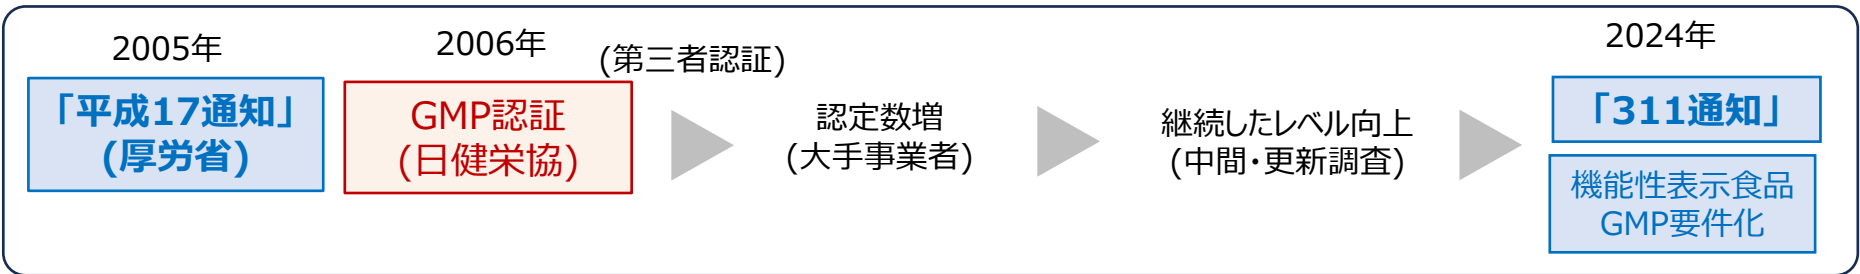 2005年
「平成17通知」
(厚労省)
2006年
GMP認証
(日健栄協)
(第三者認証)
認定数増
(大手事業者)
継続したレベル向上
(中間・更新調査)
2024年
「311通知」
機能性表示食品
GMP要件化